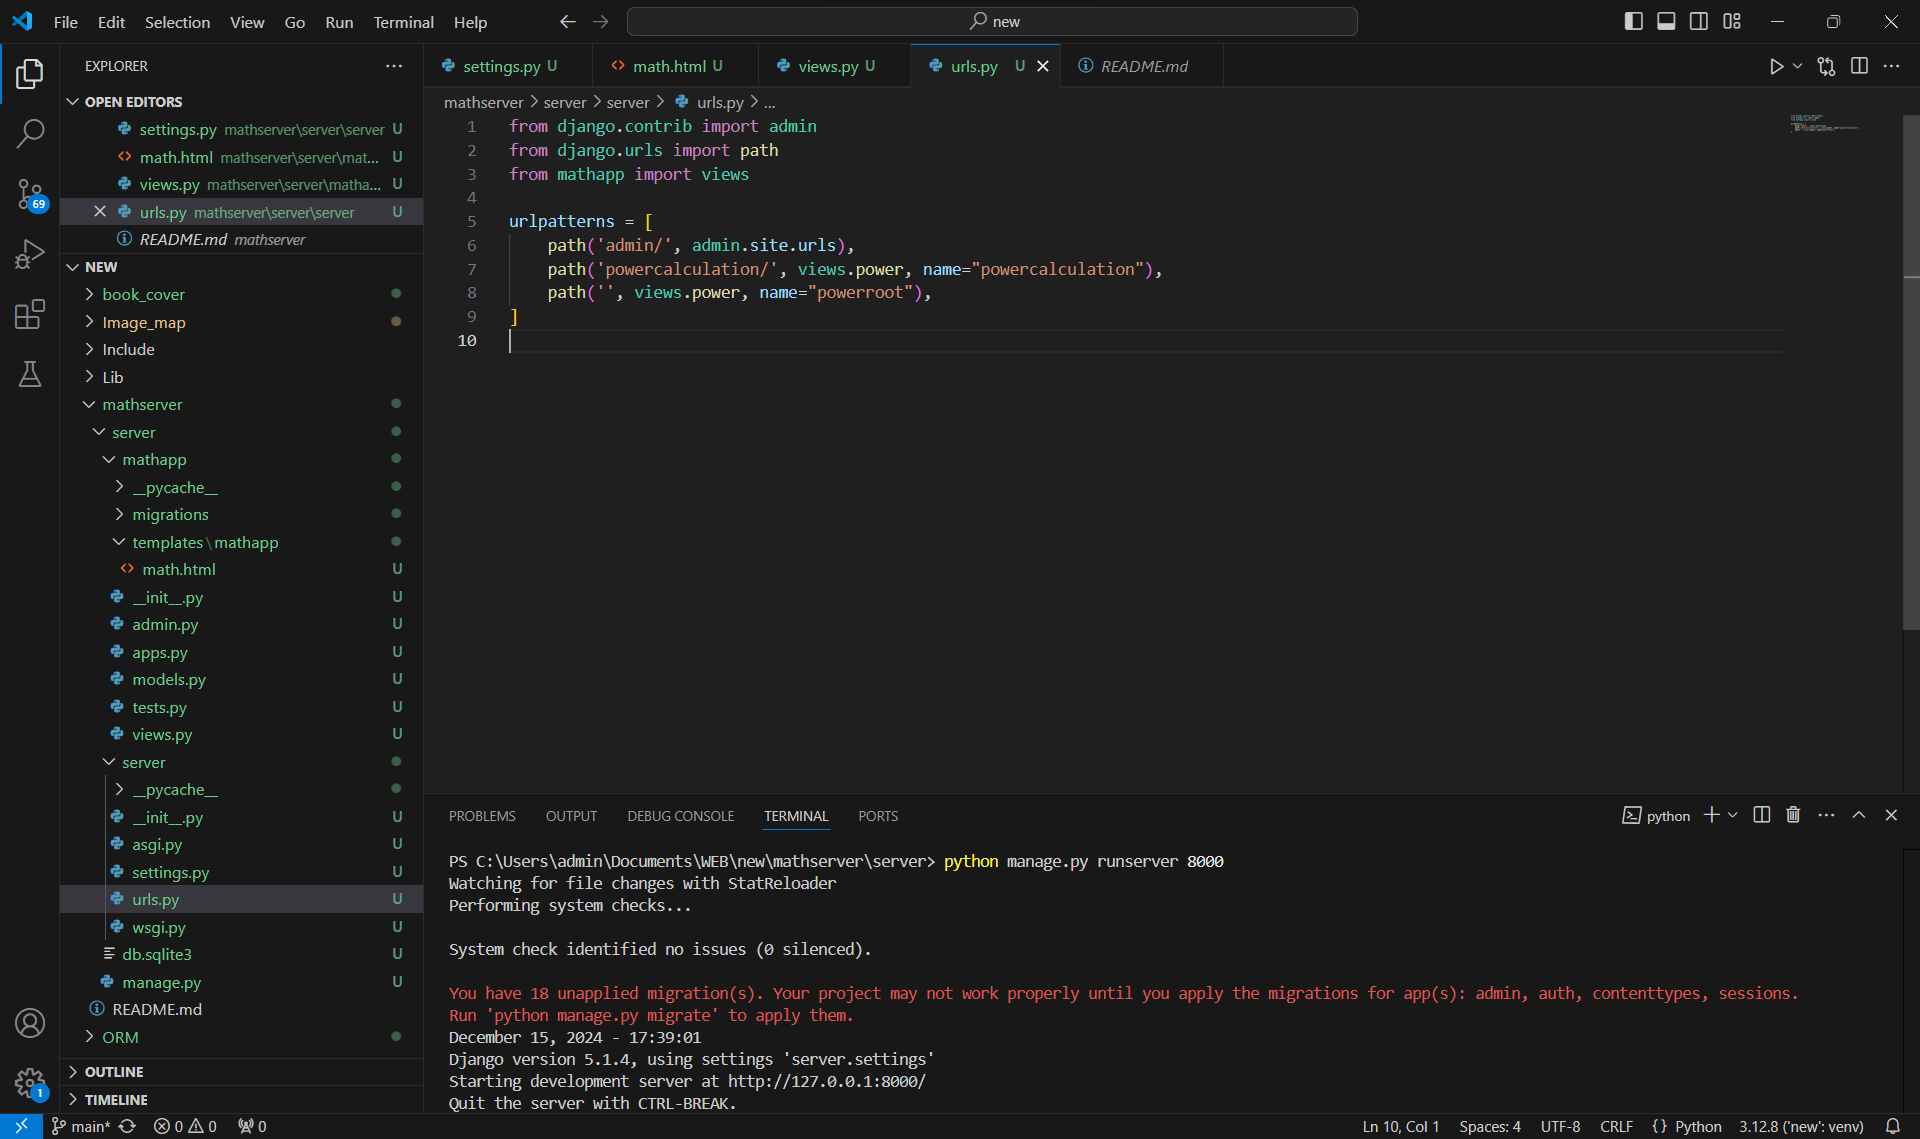 File Edit Selection View Go Run Terminal Help
new
EXPLORER
OPEN EDITORS
settings.py mathserver\server\server U
math.html mathserver\server\mat... U
views.py mathserver\server\matha... U
urls.py mathserver\server\server U
README.md mathserver
NEW
book_cover
Image_map
Include
Lib
mathserver
server
mathapp
__pycache__
migrations
templates\mathapp
math.html U
__init__.py U
admin.py U
apps.py U
models.py U
tests.py U
views.py U
server
__pycache__
__init__.py U
asgi.py U
settings.py U
urls.py U
wsgi.py U
db.sqlite3 U
manage.py U
README.md
ORM
OUTLINE
TIMELINE
69
1
settings.py U math.html U views.py U urls.py U README.md
mathserver > server > server > urls.py > ...
1 from django.contrib import admin
2 from django.urls import path
3 from mathapp import views
4
5 urlpatterns = [
6 path('admin/', admin.site.urls),
7 path('powercalculation/', views.power, name="powercalculation"),
8 path('', views.power, name="powerroot"),
9 ]
10
PROBLEMS OUTPUT DEBUG CONSOLE TERMINAL PORTS
python
PS C:\Users\admin\Documents\WEB\new\mathserver\server> python manage.py runserver 8000
Watching for file changes with StatReloader
Performing system checks...
System check identified no issues (0 silenced).
You have 18 unapplied migration(s). Your project may not work properly until you apply the migrations for app(s): admin, auth, contenttypes, sessions.
Run 'python manage.py migrate' to apply them.
December 15, 2024 - 17:39:01
Django version 5.1.4, using settings 'server.settings'
Starting development server at http://127.0.0.1:8000/
Quit the server with CTRL-BREAK.
main* 0 0 0 Ln 10, Col 1 Spaces: 4 UTF-8 CRLF {} Python 3.12.8 ('new': venv)